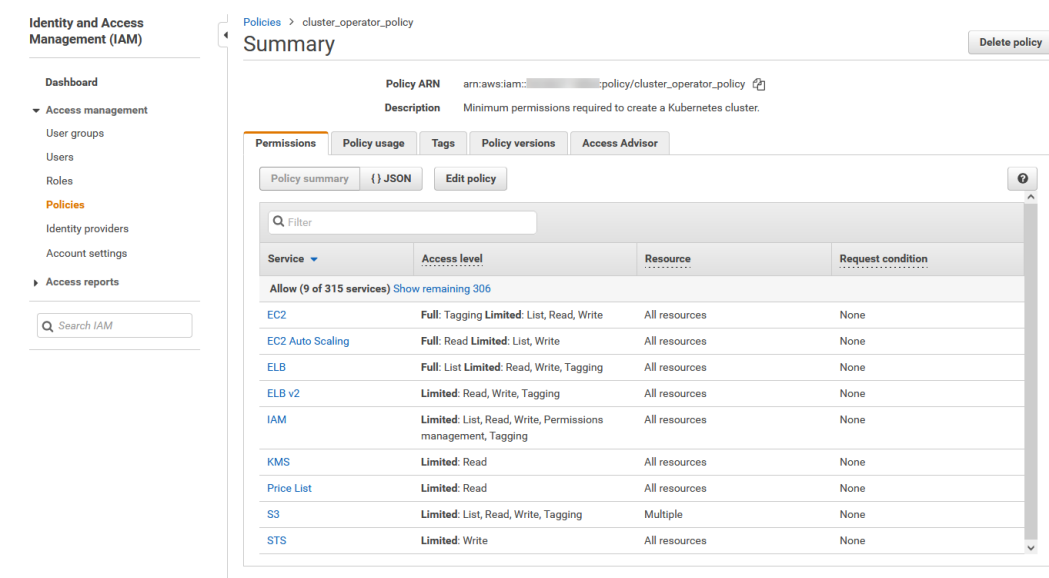 Identity and Access
Management (IAM)
Dashboard
Access management
User groups
Users
Roles
Policies
Identity providers
Account settings
Access reports
Search IAM
Policies > cluster_operator_policy
Summary
Delete policy
Policy ARN arn:aws:iam:: :policy/cluster_operator_policy
Description Minimum permissions required to create a Kubernetes cluster.
Permissions Policy usage Tags Policy versions Access Advisor
Policy summary { } JSON Edit policy
Filter
Service Access level Resource Request condition
Allow (9 of 315 services) Show remaining 306
EC2 Full: Tagging Limited: List, Read, Write All resources None
EC2 Auto Scaling Full: Read Limited: List, Write All resources None
ELB Full: List Limited: Read, Write, Tagging All resources None
ELB v2 Limited: Read, Write, Tagging All resources None
IAM Limited: List, Read, Write, Permissions All resources None
management, Tagging
KMS Limited: Read All resources None
Price List Limited: Read All resources None
S3 Limited: List, Read, Write, Tagging Multiple None
STS Limited: Write All resources None